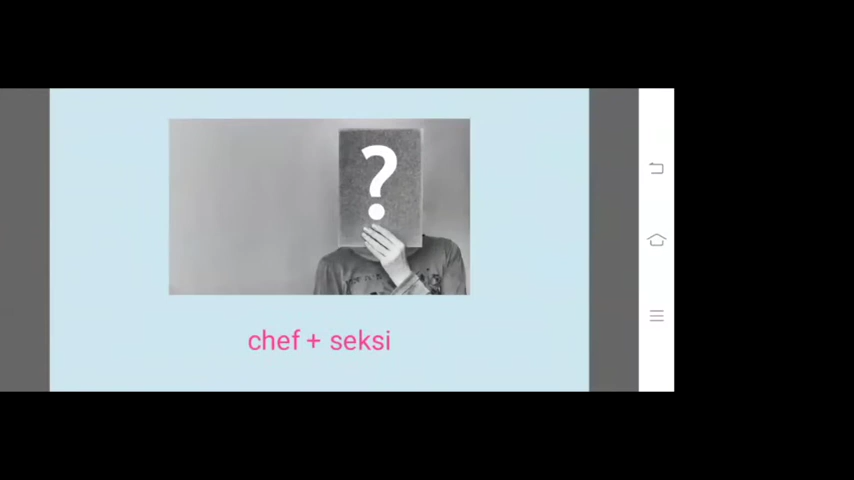 ?
chef + seksi